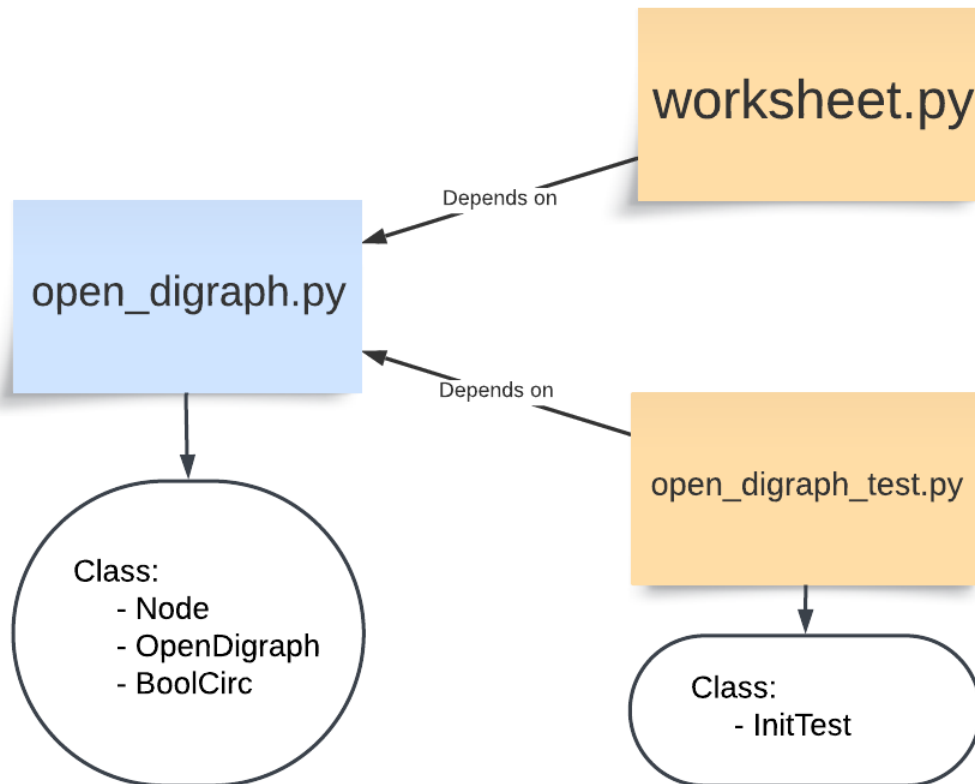 worksheet.py
Depends on
open_digraph.py
Depends on
open_digraph_test.py
Class:
- Node
- OpenDigraph
- BoolCirc
Class:
- InitTest